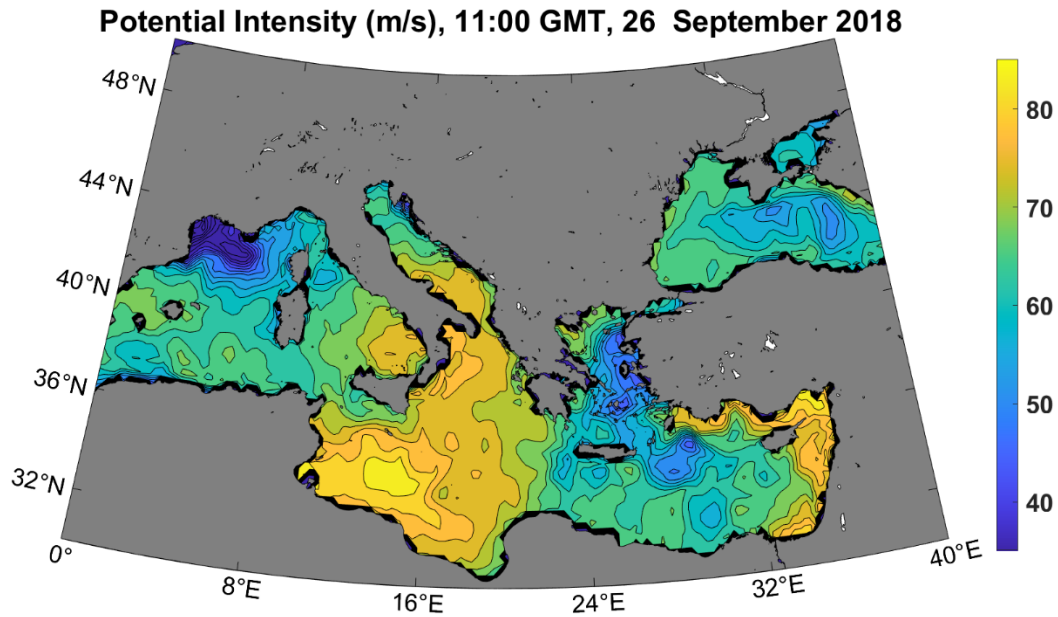 Potential Intensity (m/s), 11:00 GMT, 26  September 2018
48°N
44°N
40°N
36°N
32°N
0°
8°E
16°E
24°E
32°E
40°E
80
70
60
50
40